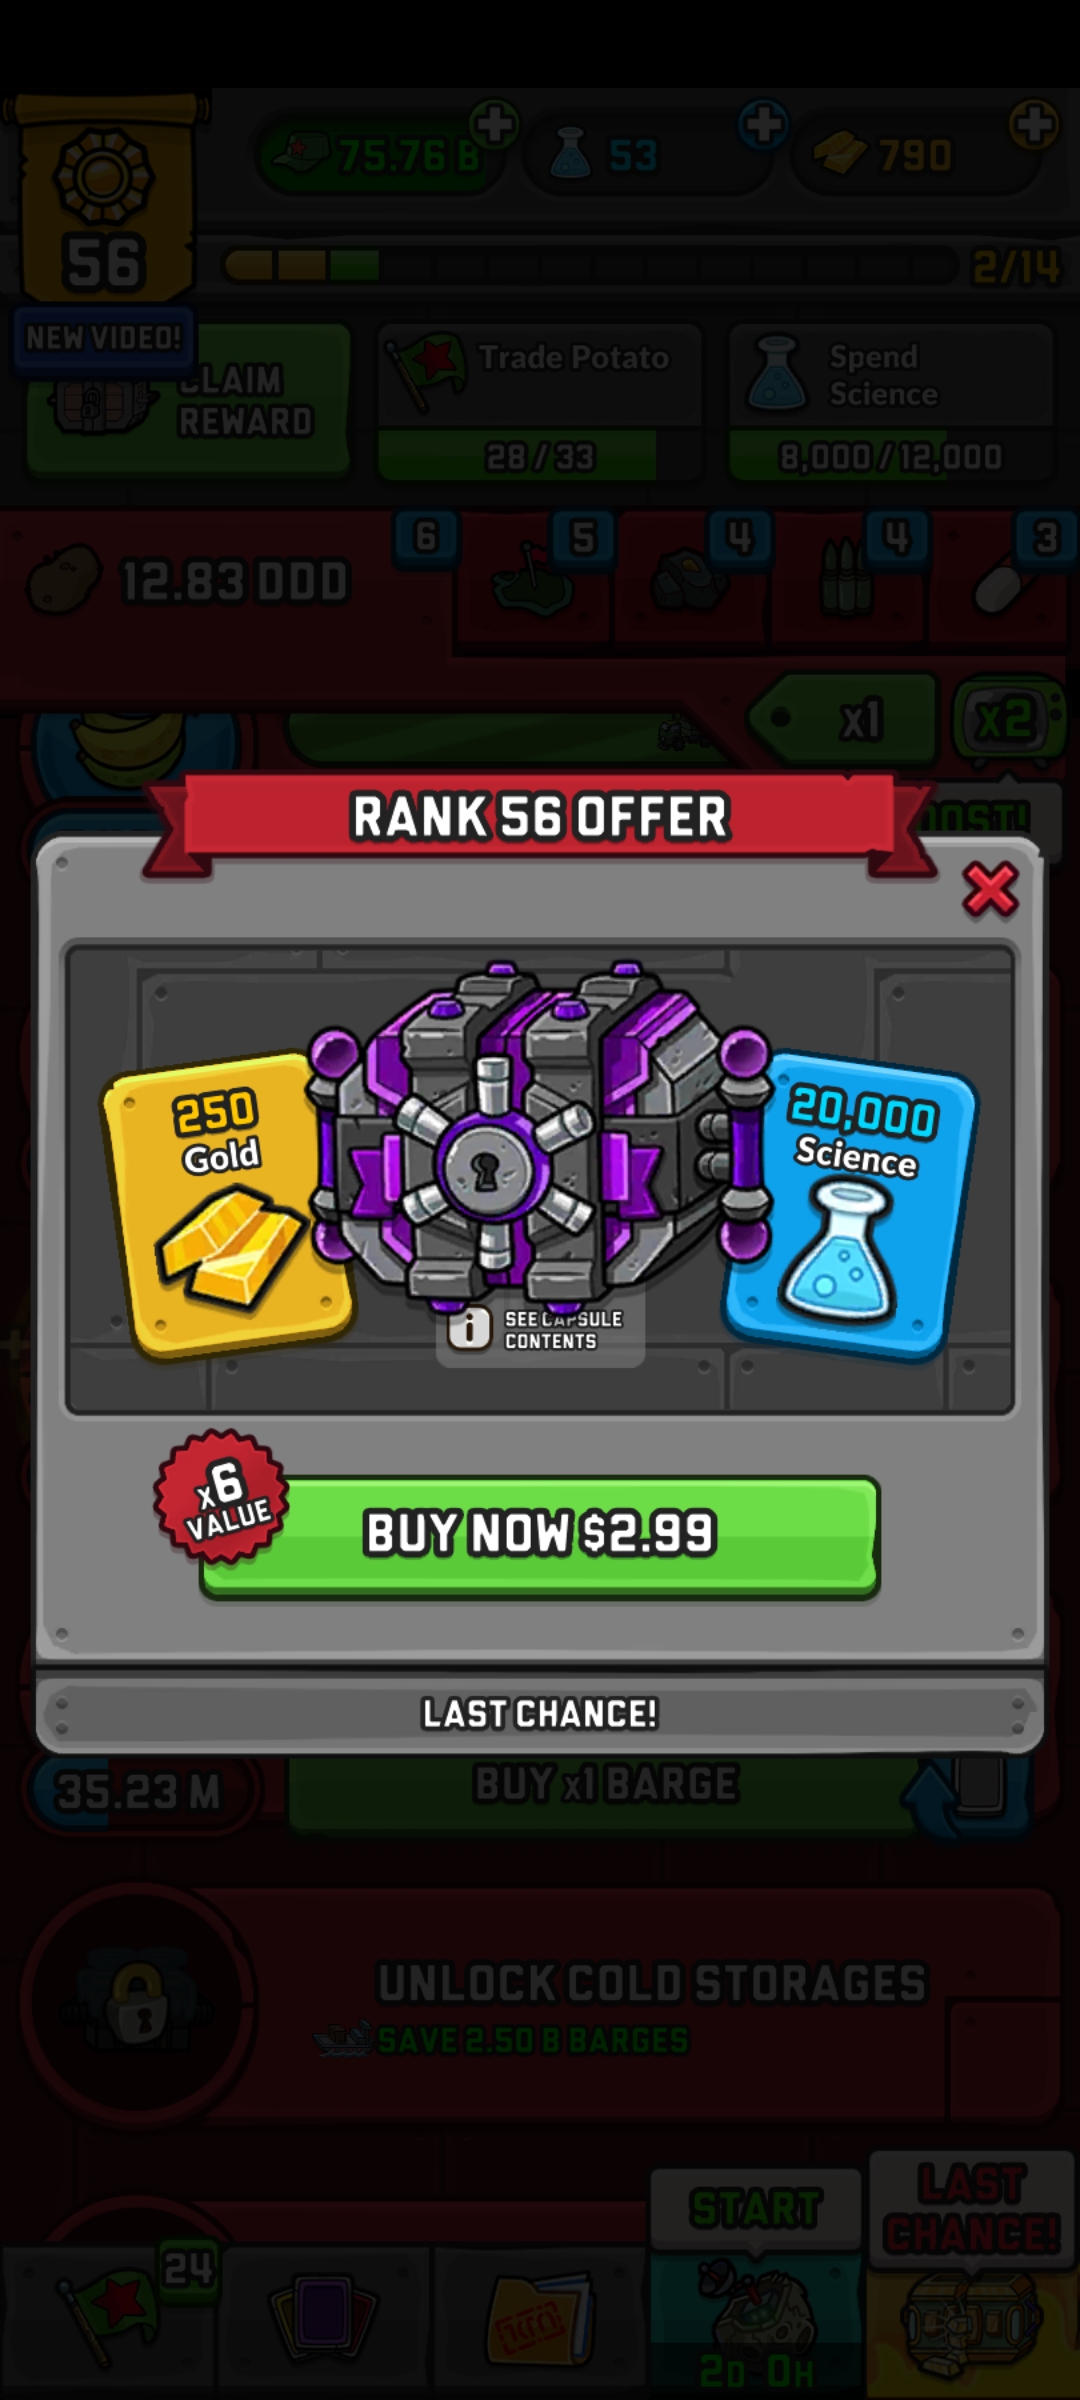 75.76 B
53
790
56
2/14
NEW VIDEO!
CLAIM
REWARD
Trade Potato
28/33
Spend
Science
8,000/12,000
12.83 DDD
6
5
4
4
3
x1
x2
RANK 56 OFFER
250
Gold
20,000
Science
SEE CAPSULE
CONTENTS
x6
VALUE
BUY NOW $2.99
LAST CHANCE!
35.23 M
BUY x1 BARGE
UNLOCK COLD STORAGES
SAVE 2.50 B BARGES
START
LAST
CHANCE!
24
2D 0H